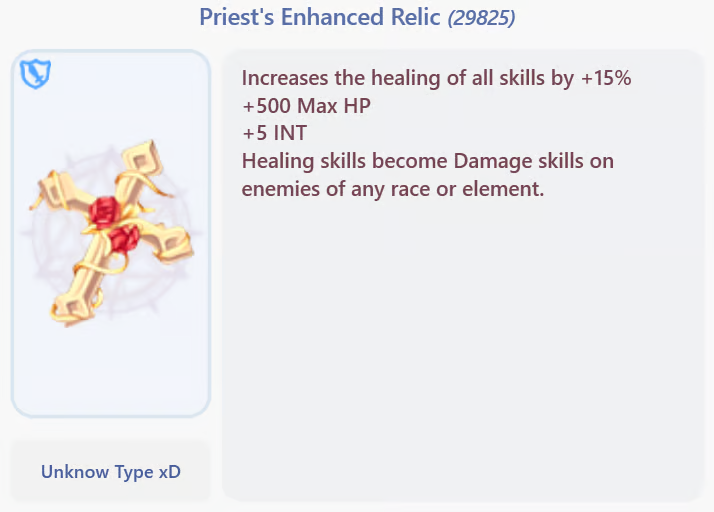 Priest's Enhanced Relic (29825)
Increases the healing of all skills by +15%
+500 Max HP
+5 INT
Healing skills become Damage skills on
enemies of any race or element.
Unknow Type xD